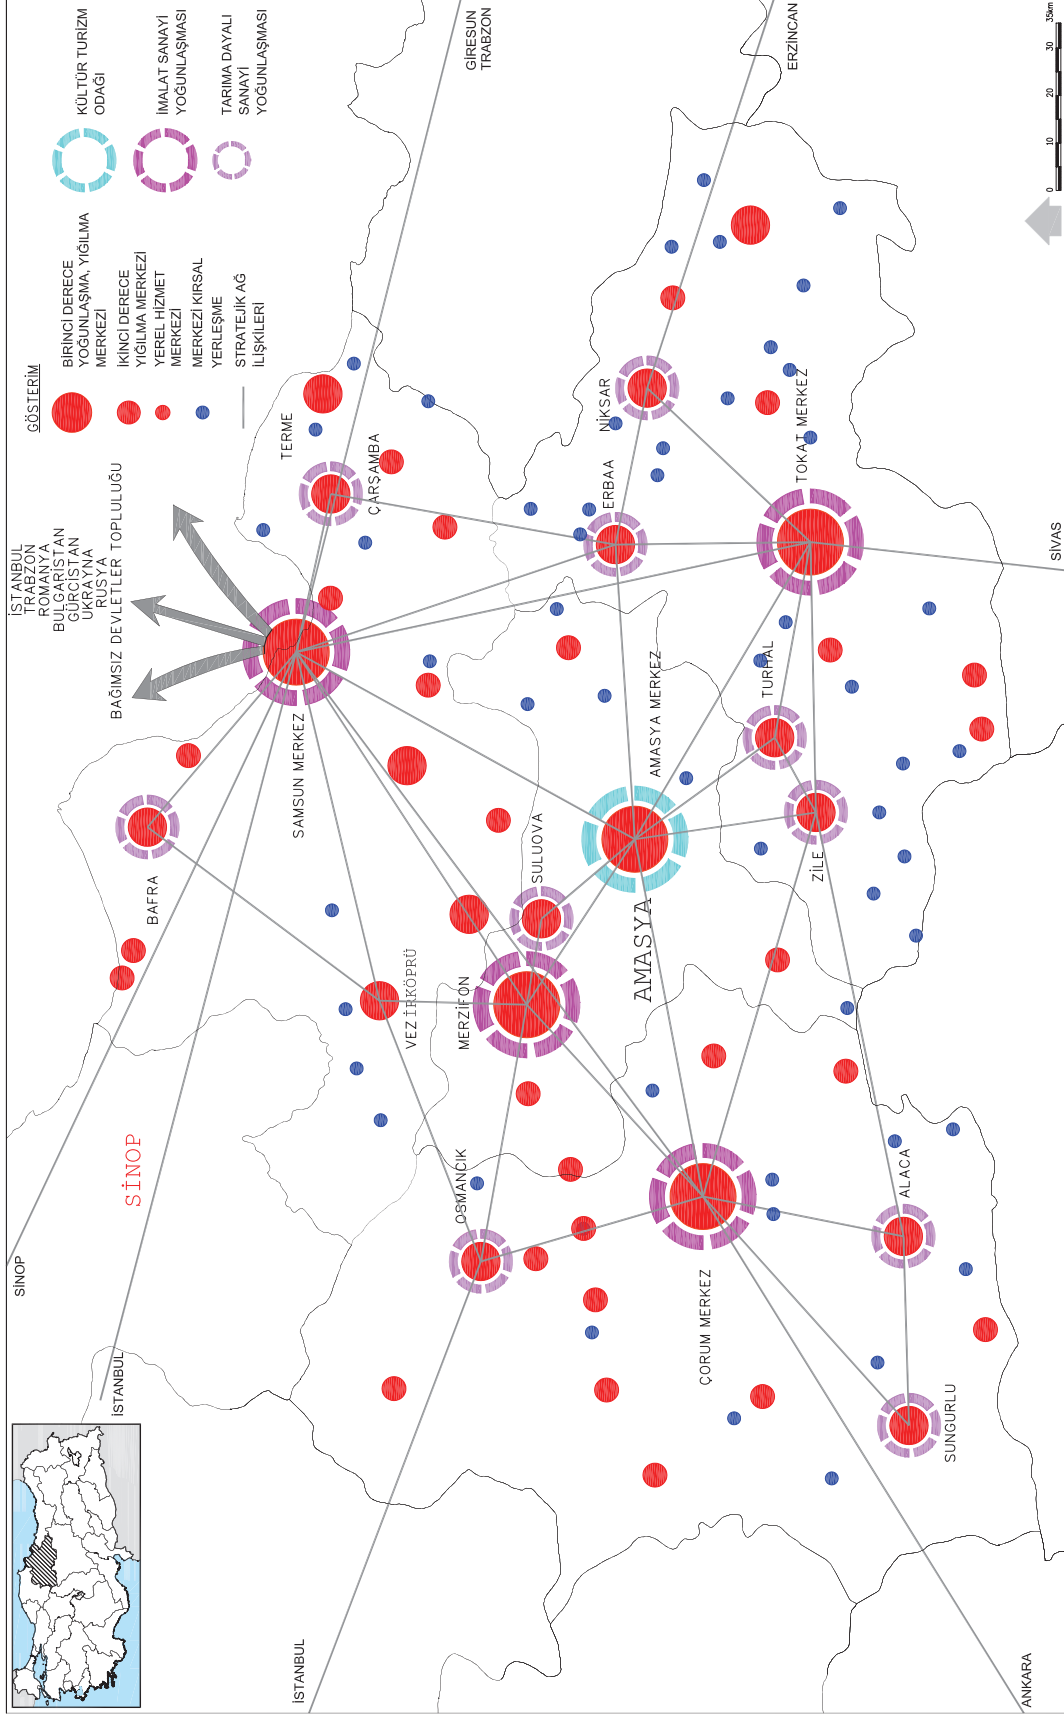 GÖSTERİM
BİRİNCİ DERECE
YOĞUNLAŞMA, YIĞILMA
MERKEZİ
İKİNCİ DERECE
YIĞILMA MERKEZİ
YEREL HİZMET
MERKEZİ
MERKEZİ KIRSAL
YERLEŞME
STRATEJİK AĞ
İLİŞKİLERİ
KÜLTÜR TURİZM
ODAĞI
İMALAT SANAYİ
YOĞUNLAŞMASI
TARIMA DAYALI
SANAYİ
YOĞUNLAŞMASI
İSTANBUL
TRABZON
ROMANYA
BULGARİSTAN
GÜRCİSTAN
UKRAYNA
RUSYA
BAĞIMSIZ DEVLETLER TOPLULUĞU
SİNOP
İSTANBUL
SİNOP
BAFRA
SAMSUN MERKEZ
TERME
ÇARŞAMBA
GİRESUN
TRABZON
İSTANBUL
OSMANCIK
VEZİRKÖPRÜ
MERZİFON
SULUOVA
AMASYA
AMASYA MERKEZ
ERBAA
NİKSAR
ERZİNCAN
ÇORUM MERKEZ
TURHAL
TOKAT MERKEZ
ZİLE
ALACA
SUNGURLU
ANKARA
SİVAS
0 10 20 30 35km